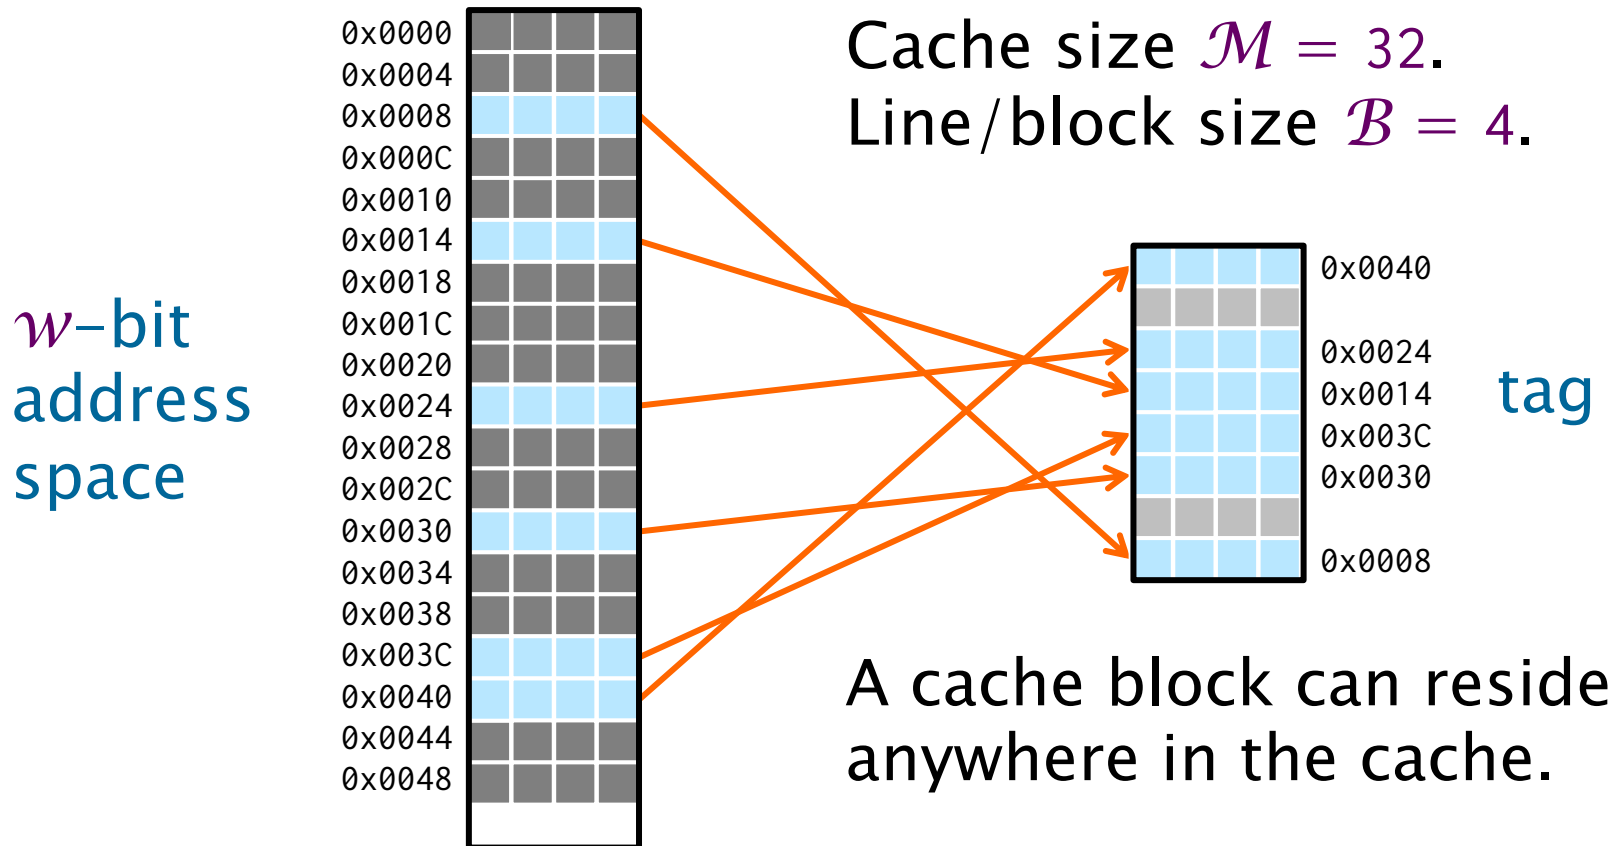 Cache size ℳ = 32.
Line/block size ℬ = 4.
w-bit
address
space
0x0000
0x0004
0x0008
0x000C
0x0010
0x0014
0x0018
0x001C
0x0020
0x0024
0x0028
0x002C
0x0030
0x0034
0x0038
0x003C
0x0040
0x0044
0x0048
0x0040
0x0024
0x0014
0x003C
0x0030
0x0008
tag
A cache block can reside
anywhere in the cache.